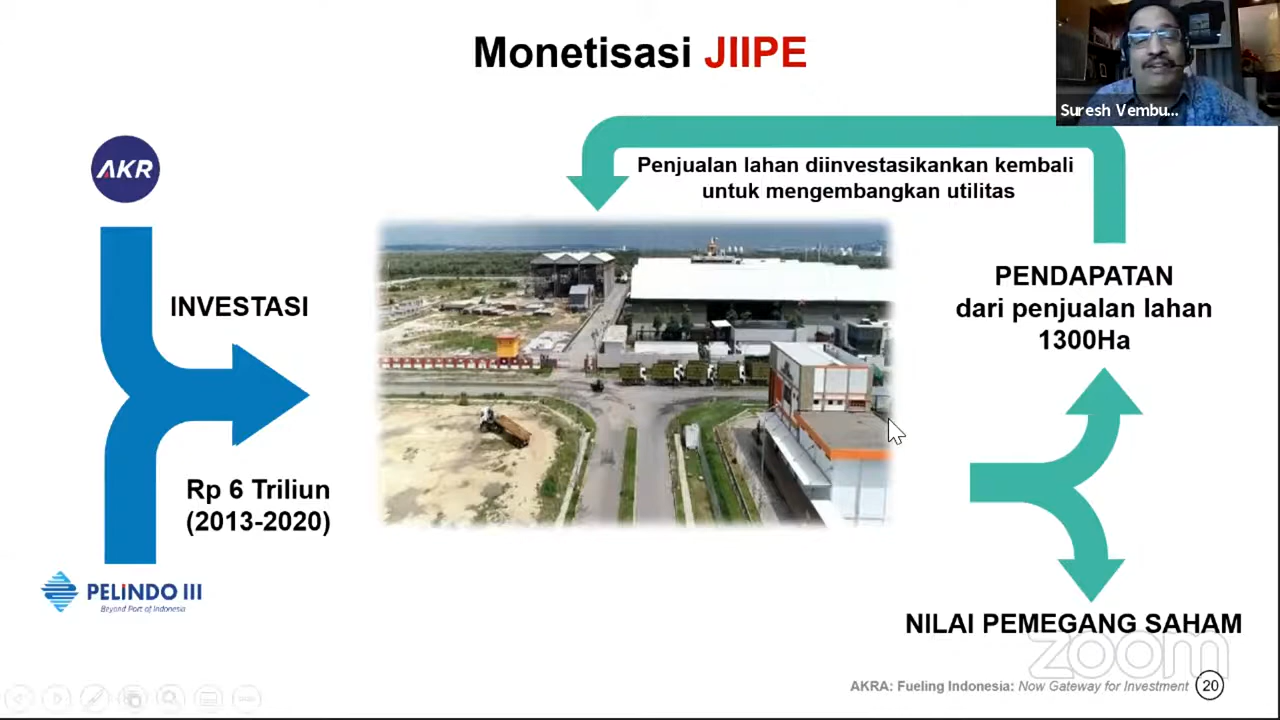 Monetisasi JIIPE
Suresh Vembu...
AKR
Penjualan lahan diinvestasikankan kembali
untuk mengembangkan utilitas
INVESTASI
PENDAPATAN
dari penjualan lahan
1300Ha
Rp 6 Triliun
(2013-2020)
PELINDO III
Beyond Port of Indonesia
NILAI PEMEGANG SAHAM
zoom
AKRA: Fueling Indonesia: Now Gateway for Investment 20